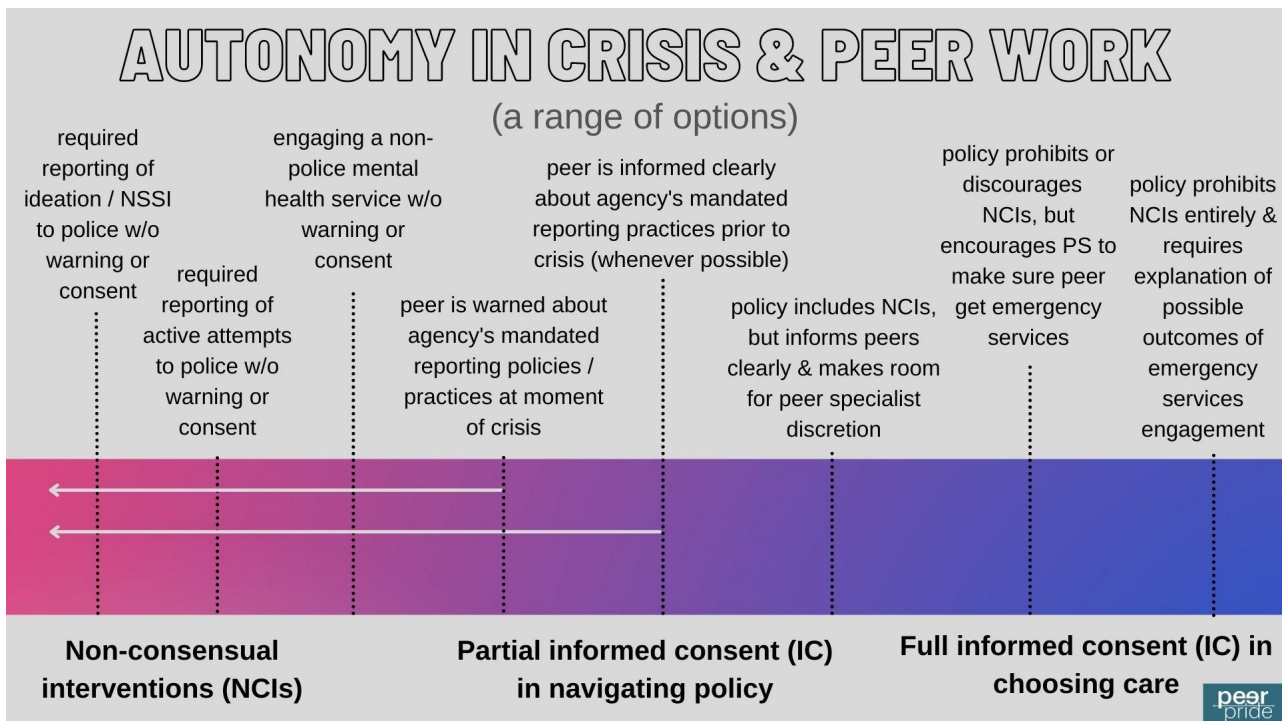 AUTONOMY IN CRISIS & PEER WORK
(a range of options)
required
reporting of
ideation / NSSI
to police w/o
warning or
consent
required
reporting of
active attempts
to police w/o
warning or
consent
engaging a non-
police mental
health service w/o
warning or
consent
peer is warned about
agency's mandated
reporting policies /
practices at moment
of crisis
peer is informed clearly
about agency's mandated
reporting practices prior to
crisis (whenever possible)
policy includes NCIs,
but informs peers
clearly & makes room
for peer specialist
discretion
policy prohibits or
discourages
NCIs, but
encourages PS to
make sure peer
get emergency
services
policy prohibits
NCIs entirely &
requires
explanation of
possible
outcomes of
emergency
services
engagement
Non-consensual
interventions (NCIs)
Partial informed consent (IC)
in navigating policy
Full informed consent (IC) in
choosing care
peer
pride